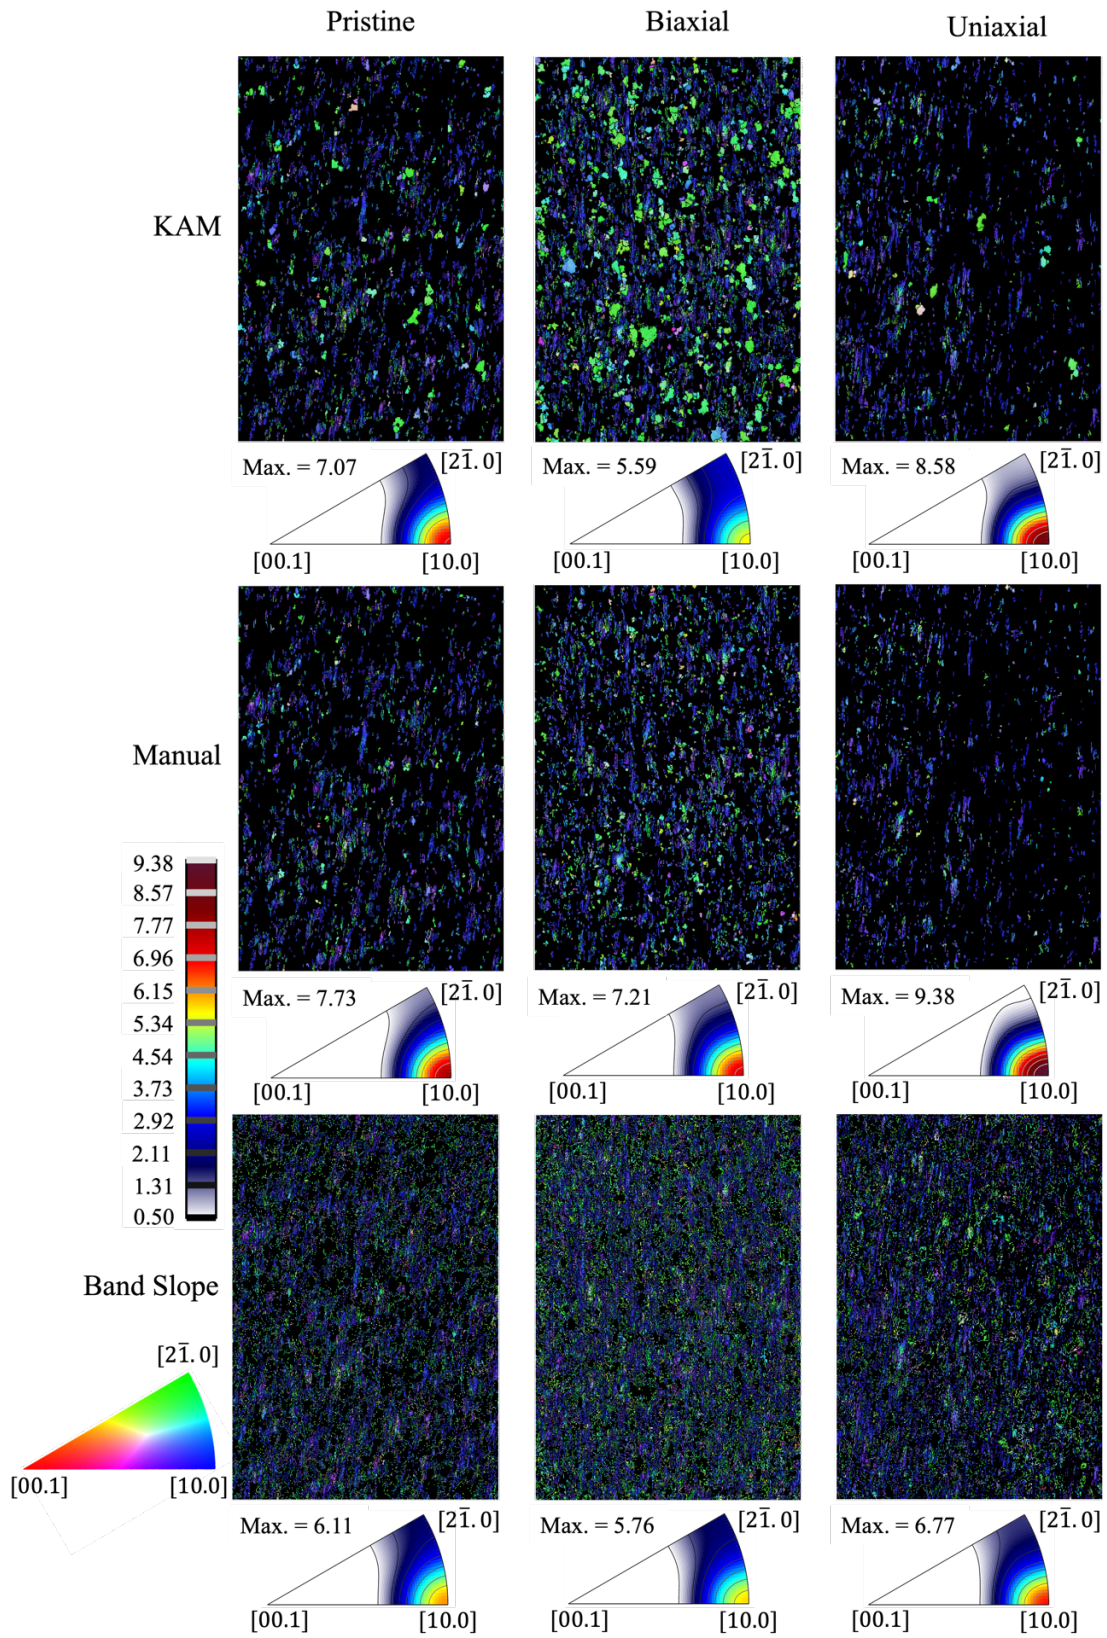 Pristine Biaxial Uniaxial
KAM
Max. = 7.07 [21̅.0] Max. = 5.59 [21̅.0] Max. = 8.58 [21̅.0]
[00.1] [10.0] [00.1] [10.0] [00.1] [10.0]
Manual
9.38
8.57
7.77
6.96
6.15
5.34
4.54
3.73
2.92
2.11
1.31
0.50
Max. = 7.73 [21̅.0] Max. = 7.21 [21̅.0] Max. = 9.38 [21̅.0]
[00.1] [10.0] [00.1] [10.0] [00.1] [10.0]
Band Slope
[21̅.0]
[00.1] [10.0]
Max. = 6.11 [21̅.0] Max. = 5.76 [21̅.0] Max. = 6.77 [21̅.0]
[00.1] [10.0] [00.1] [10.0] [00.1] [10.0]